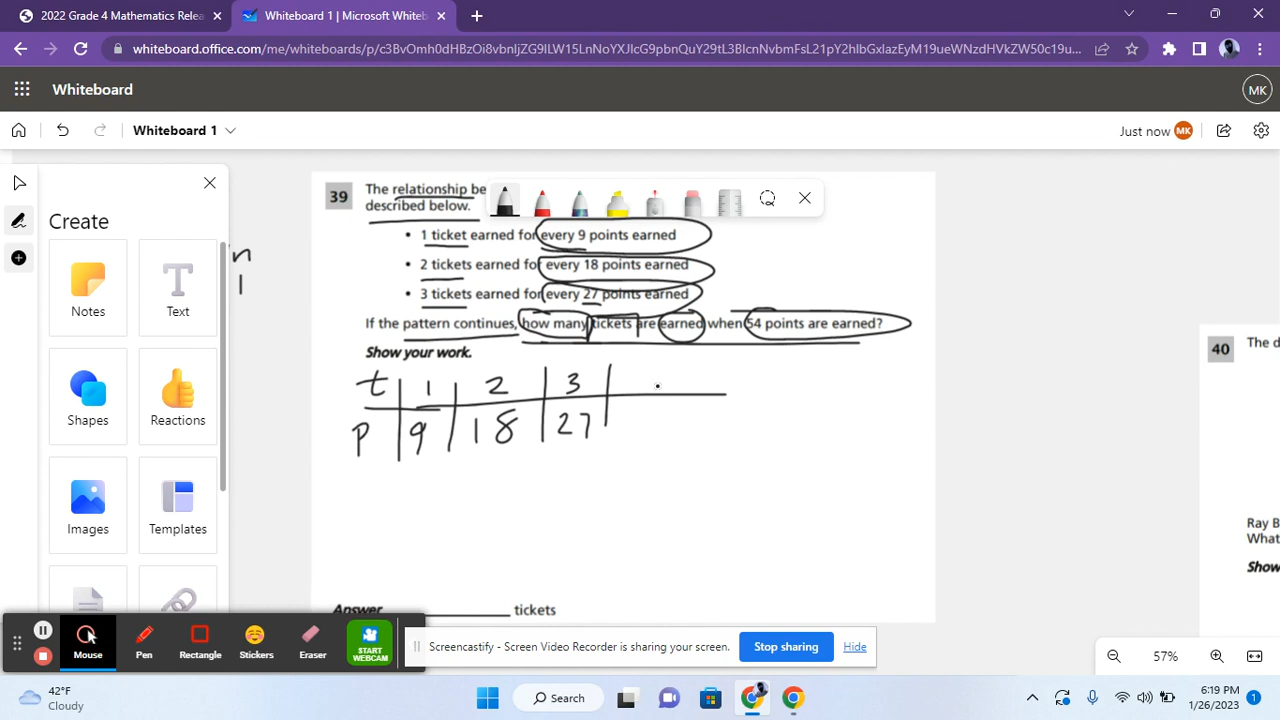 2022 Grade 4 Mathematics Relea
Whiteboard 1 | Microsoft Whiteb
Whiteboard
MK
Whiteboard 1
Just now MK
Create
Notes
Text
Shapes
Reactions
Images
Templates
n
1
39 The relationship be
described below.
• 1 ticket earned for every 9 points earned
• 2 tickets earned for every 18 points earned
• 3 tickets earned for every 27 points earned
If the pattern continues, how many tickets are earned when 54 points are earned?
Show your work.
t 1 2 3
p 9 18 27
Answer tickets
40 The d
Ray B
What
Show
Mouse
Pen
Rectangle
Stickers
Eraser
START
WEBCAM
Screencastify - Screen Video Recorder is sharing your screen.
Stop sharing
Hide
57%
42°F
Cloudy
Search
6:19 PM
1/26/2023
1